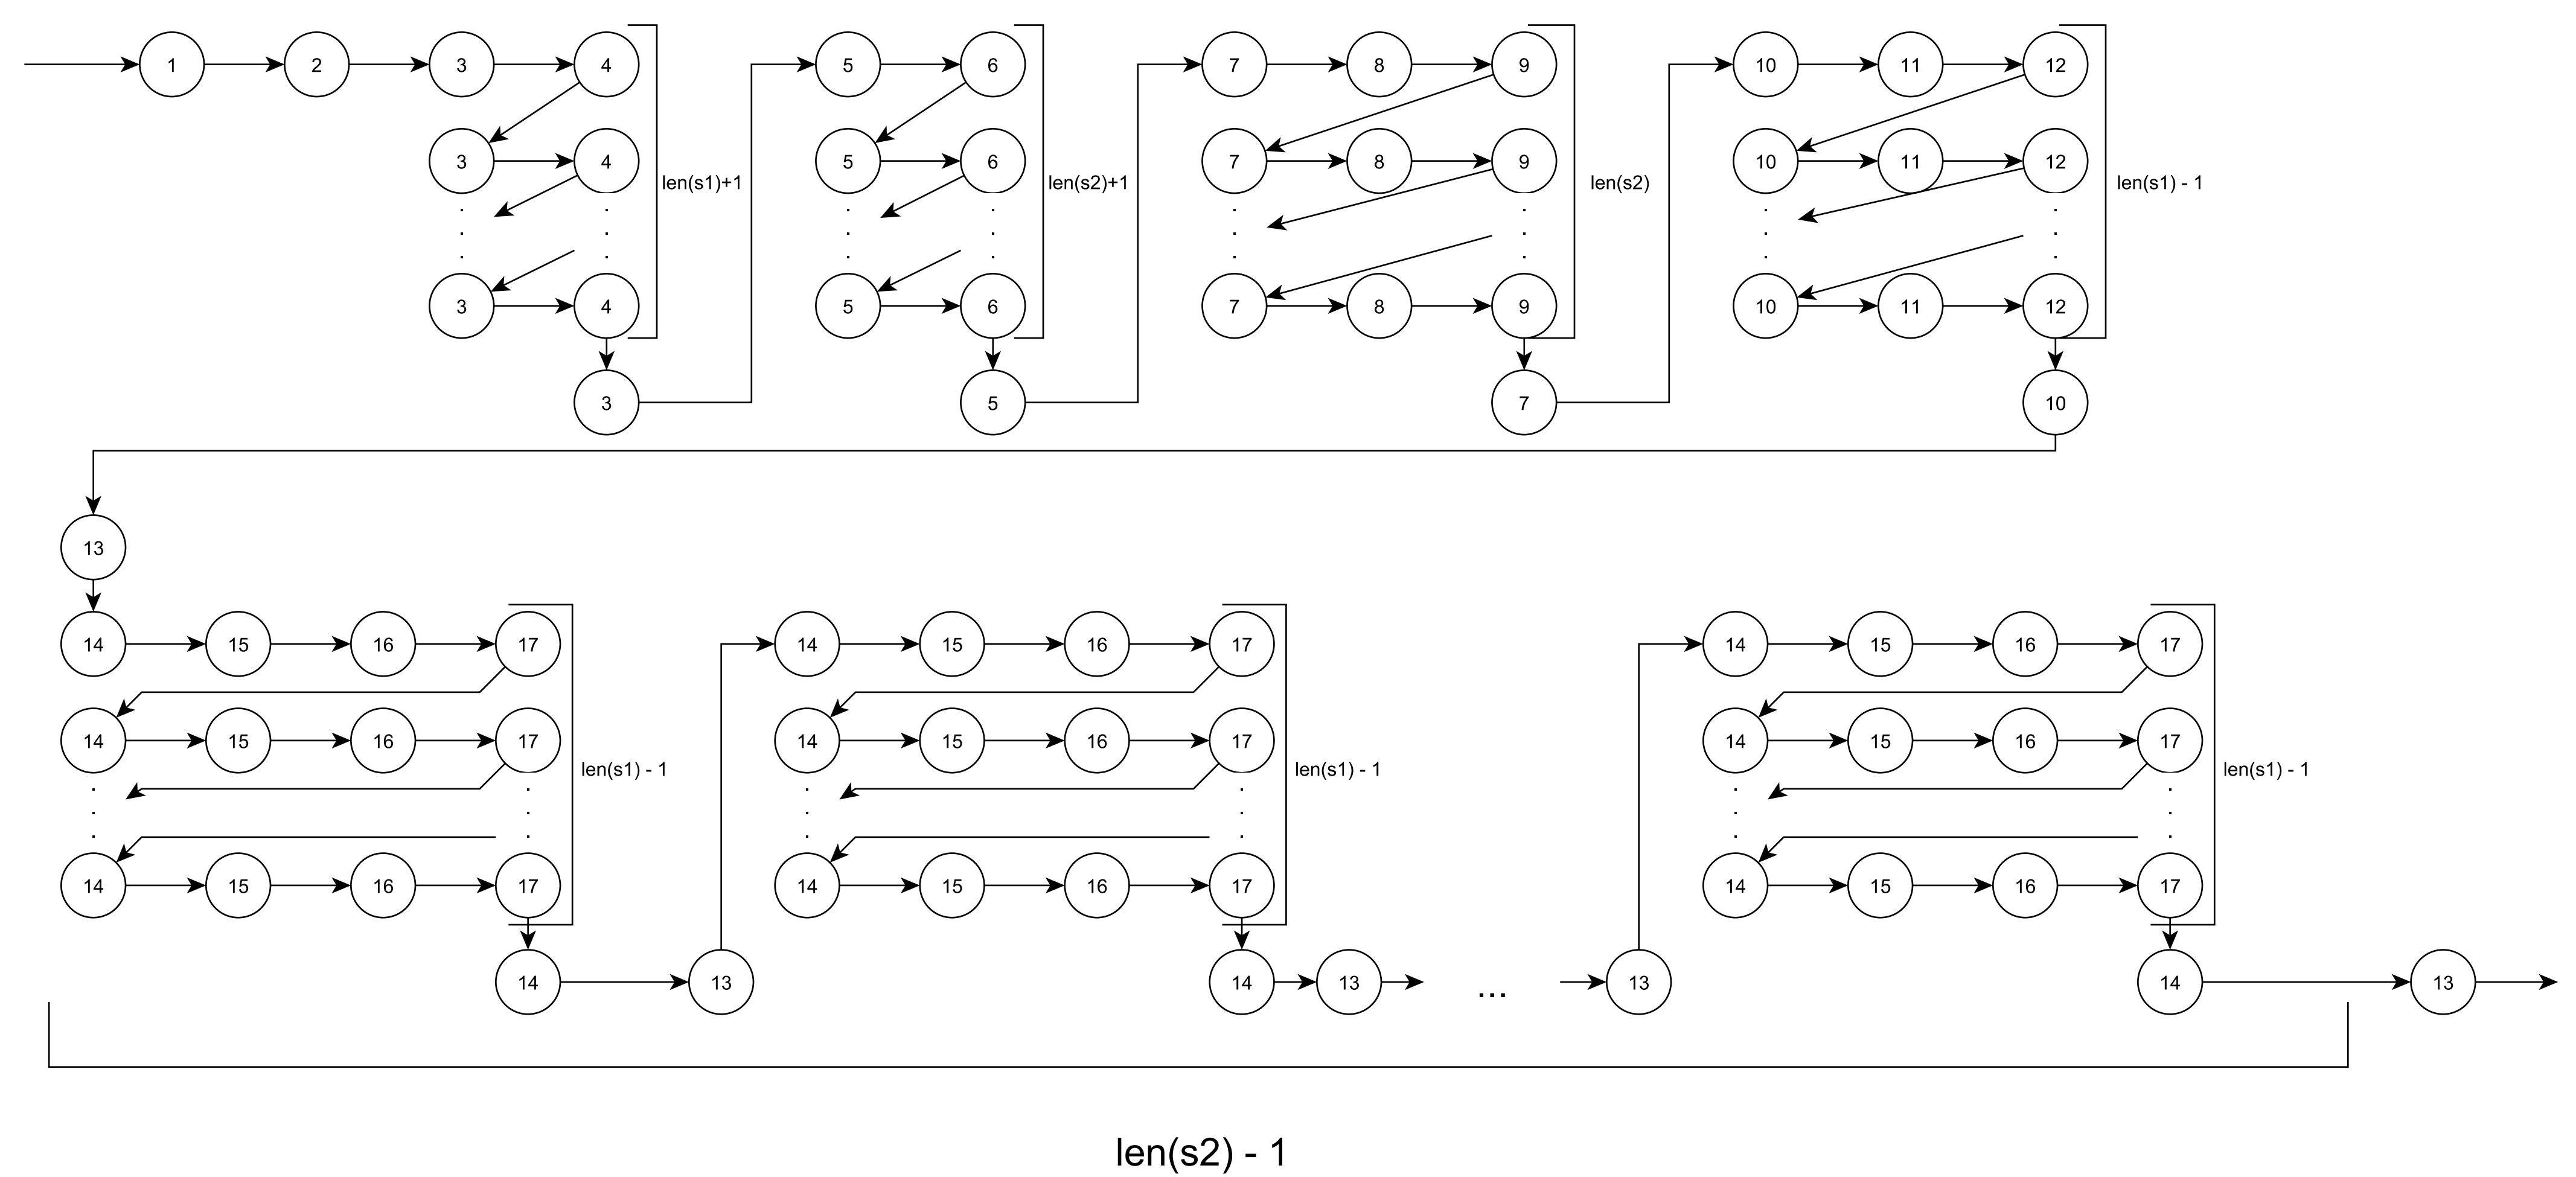 1 2 3 4 5 6 7 8 9 10 11 12
3 4 5 6 7 8 9 10 11 12
len(s1)+1 len(s2)+1 len(s2) len(s1) - 1
3 4 5 6 7 8 9 10 11 12
3 5 7 10
13
14 15 16 17 14 15 16 17 14 15 16 17
14 15 16 17 14 15 16 17 14 15 16 17
len(s1) - 1 len(s1) - 1 len(s1) - 1
14 15 16 17 14 15 16 17 14 15 16 17
14 13 14 13 ... 13 14 13
len(s2) - 1